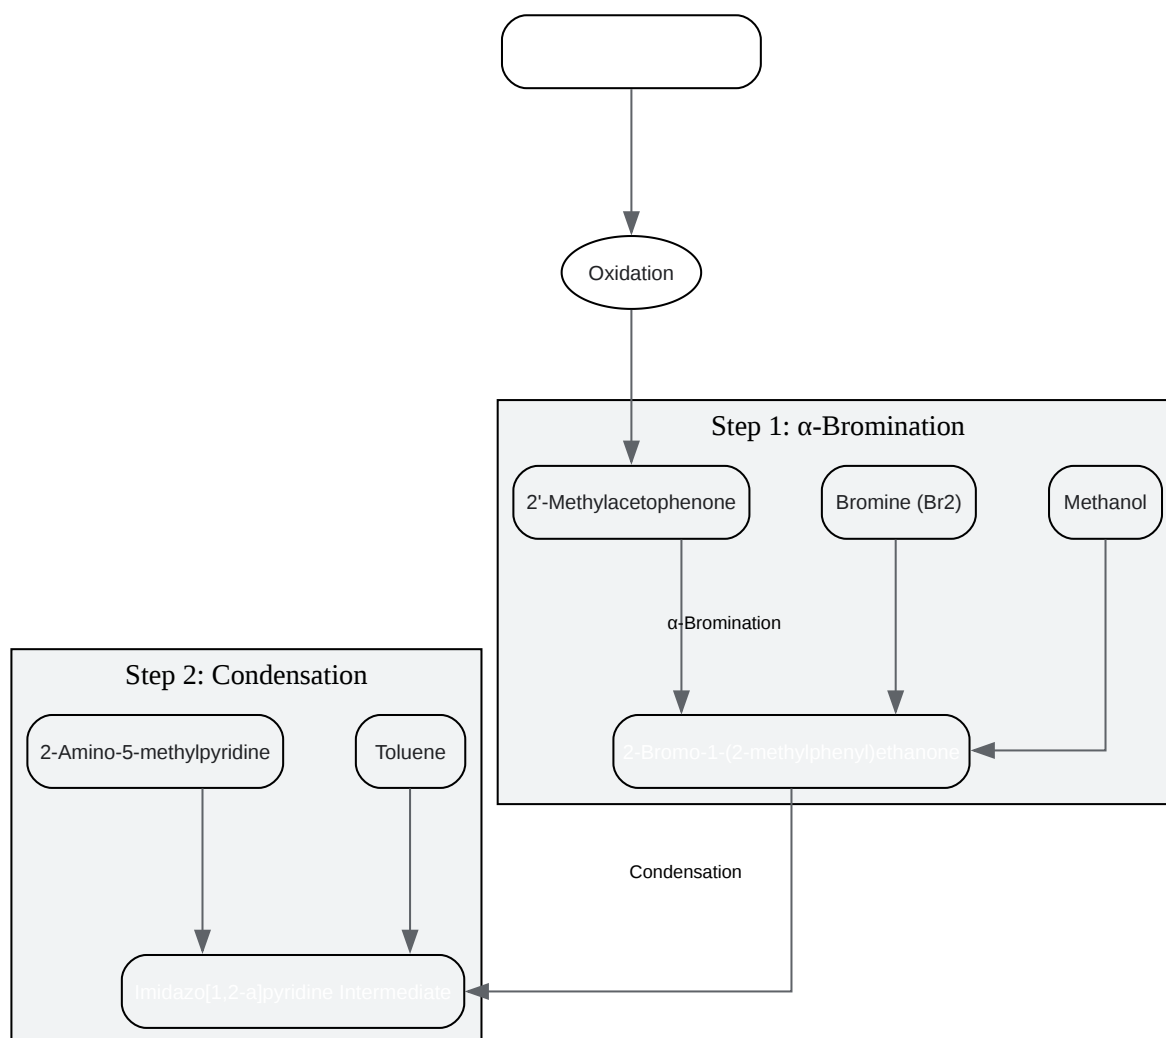 Oxidation
Step 1: α-Bromination
2'-Methylacetophenone
Bromine (Br2)
Methanol
α-Bromination
2-Bromo-1-(2-methylphenyl)ethanone
Step 2: Condensation
2-Amino-5-methylpyridine
Toluene
Condensation
Imidazo[1,2-a]pyridine Intermediate